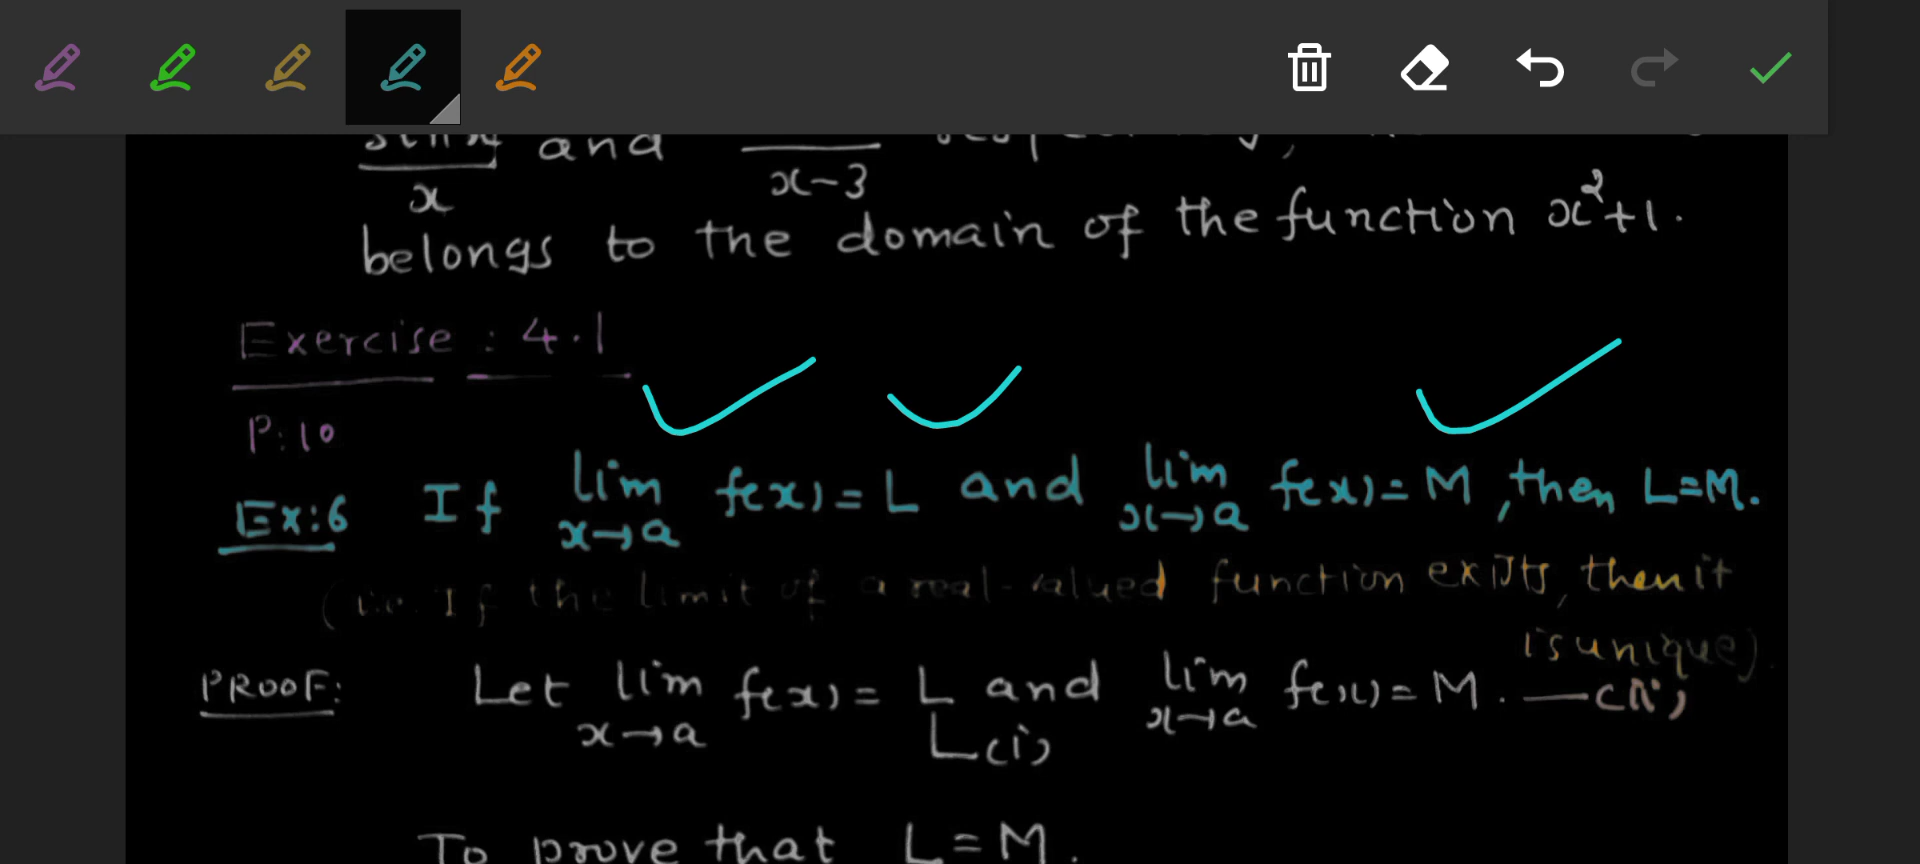 sinx/x and /x-3
belongs to the domain of the function x²+1.
Exercise : 4.1
P:10
Ex:6 If lim x→a f(x) = L and lim x→a f(x) = M, then L=M.
(i.e. If the limit of a real-valued function exists, then it
is unique).
PROOF: Let lim x→a f(x) = L and lim x→a f(x) = M. —(ii)
(i)
To prove that L=M.